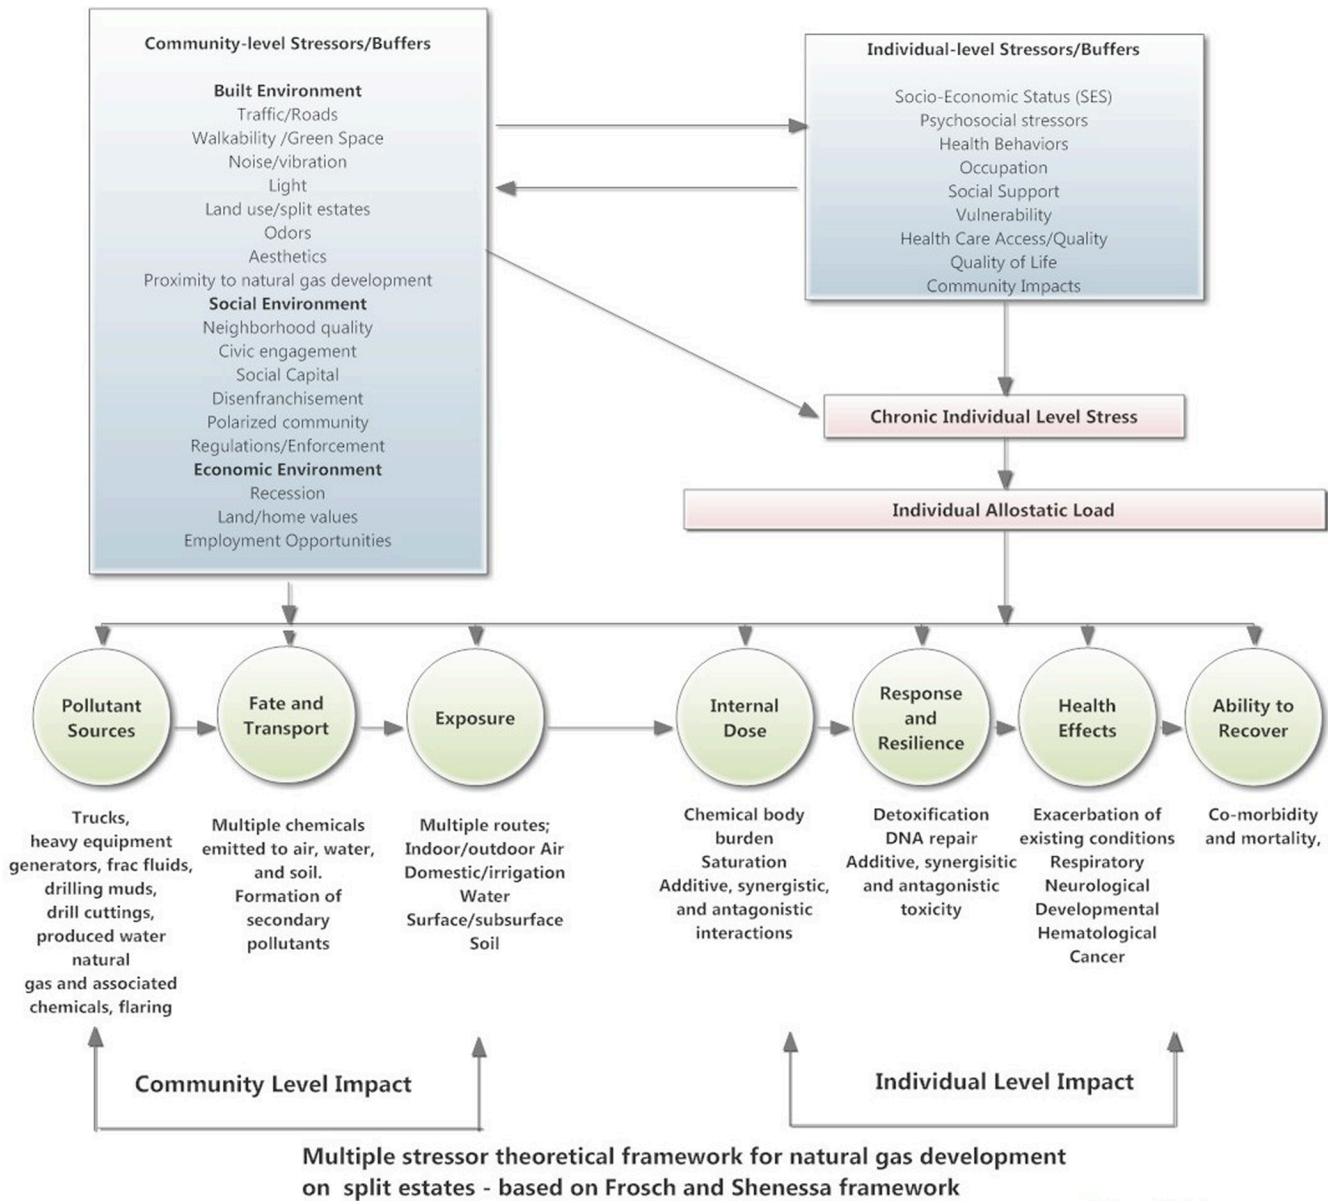 Community-level Stressors/Buffers
Built Environment
Traffic/Roads
Walkability /Green Space
Noise/vibration
Light
Land use/split estates
Odors
Aesthetics
Proximity to natural gas development
Social Environment
Neighborhood quality
Civic engagement
Social Capital
Disenfranchisement
Polarized community
Regulations/Enforcement
Economic Environment
Recession
Land/home values
Employment Opportunities
Individual-level Stressors/Buffers
Socio-Economic Status (SES)
Psychosocial stressors
Health Behaviors
Occupation
Social Support
Vulnerability
Health Care Access/Quality
Quality of Life
Community Impacts
Chronic Individual Level Stress
Individual Allostatic Load
Pollutant
Sources
Fate and
Transport
Exposure
Internal
Dose
Response
and
Resilience
Health
Effects
Ability to
Recover
Trucks,
heavy equipment
generators, frac fluids,
drilling muds,
drill cuttings,
produced water
natural
gas and associated
chemicals, flaring
Multiple chemicals
emitted to air, water,
and soil.
Formation of
secondary
pollutants
Multiple routes;
Indoor/outdoor Air
Domestic/irrigation
Water
Surface/subsurface
Soil
Chemical body
burden
Saturation
Additive, synergistic,
and antagonistic
interactions
Detoxification
DNA repair
Additive, synergisitic
and antagonistic
toxicity
Exacerbation of
existing conditions
Respiratory
Neurological
Developmental
Hematological
Cancer
Co-morbidity
and mortality,
Community Level Impact
Individual Level Impact
Multiple stressor theoretical framework for natural gas development
on split estates - based on Frosch and Shenessa framework